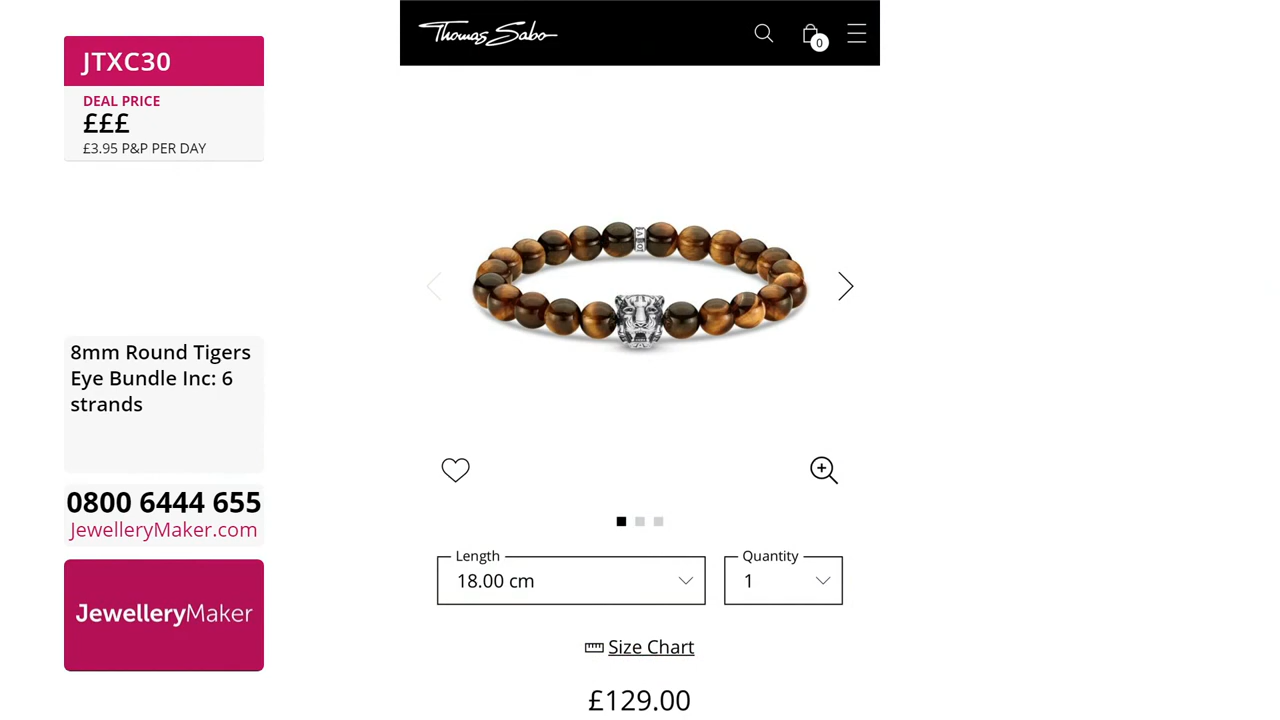 JTXC30
DEAL PRICE
£££
£3.95 P&P PER DAY
8mm Round Tigers
Eye Bundle Inc: 6
strands
0800 6444 655
JewelleryMaker.com
JewelleryMaker
Thomas Sabo
0
Length
18.00 cm
Quantity
1
Size Chart
£129.00